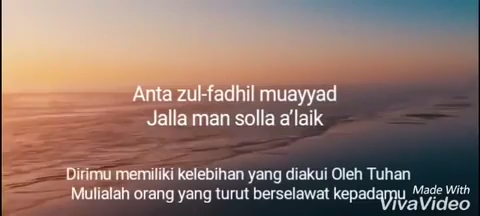 Anta zul-fadhil muayyad
Jalla man solla a’laik
Dirimu memiliki kelebihan yang diakui Oleh Tuhan
Mulialah orang yang turut berselawat kepadamu
Made With
VivaVideo